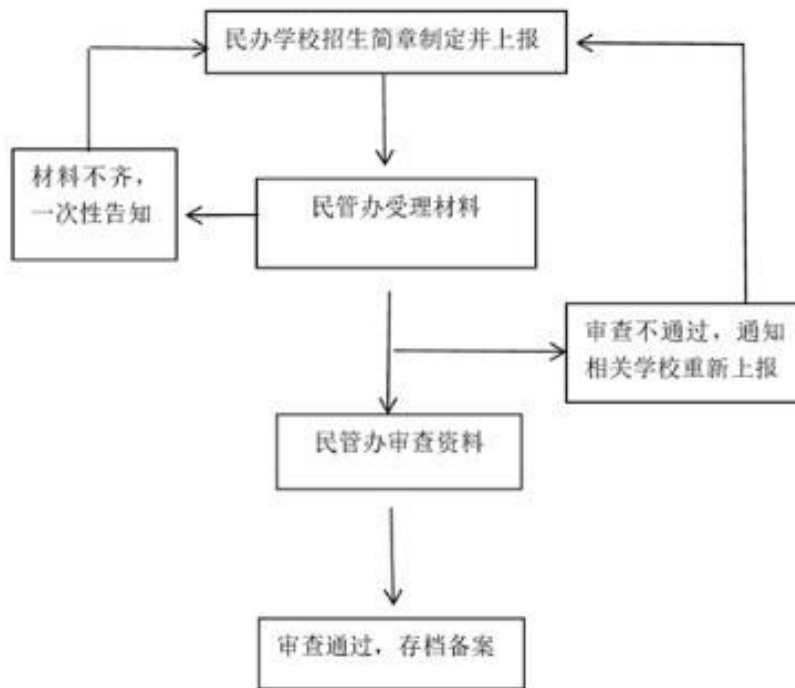 民办学校招生简章制定并上报
材料不齐，
一次性告知
民管办受理材料
审查不通过，通知
相关学校重新上报
民管办审查资料
审查通过，存档备案